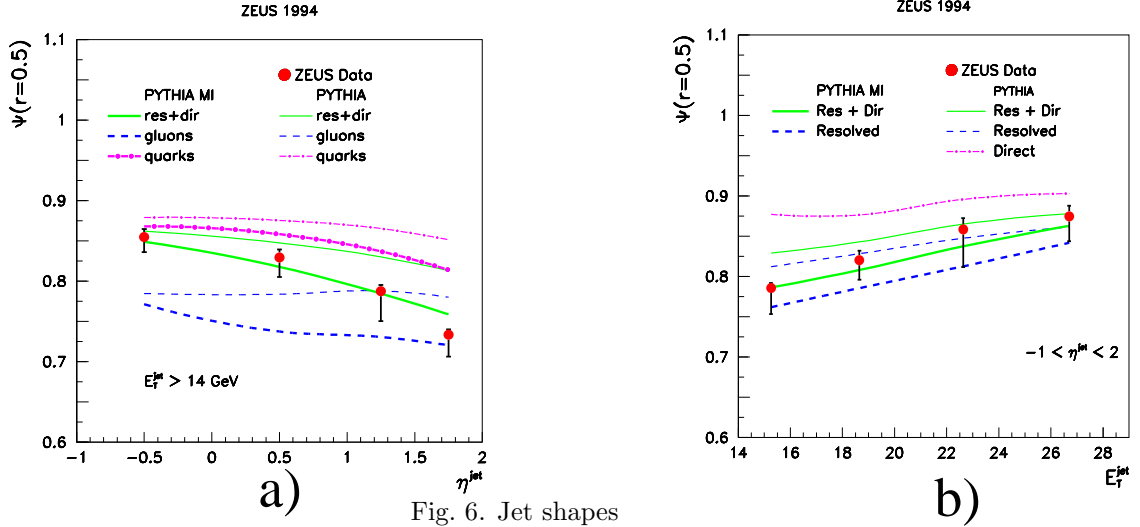 ZEUS 1994
Ψ(r=0.5)
1.1
1
0.9
0.8
0.7
0.6
ZEUS Data
PYTHIA MI
PYTHIA
res+dir
res+dir
gluons
gluons
quarks
quarks
E_T^jet > 14 GeV
-1 -0.5 0 0.5 1 1.5 2
η^jet
a)
ZEUS 1994
Ψ(r=0.5)
1.1
1
0.9
0.8
0.7
0.6
ZEUS Data
PYTHIA MI
PYTHIA
Res + Dir
Res + Dir
Resolved
Resolved
Direct
-1 < η^jet < 2
14 16 18 20 22 24 26 28
E_T^jet
b)
Fig. 6. Jet shapes